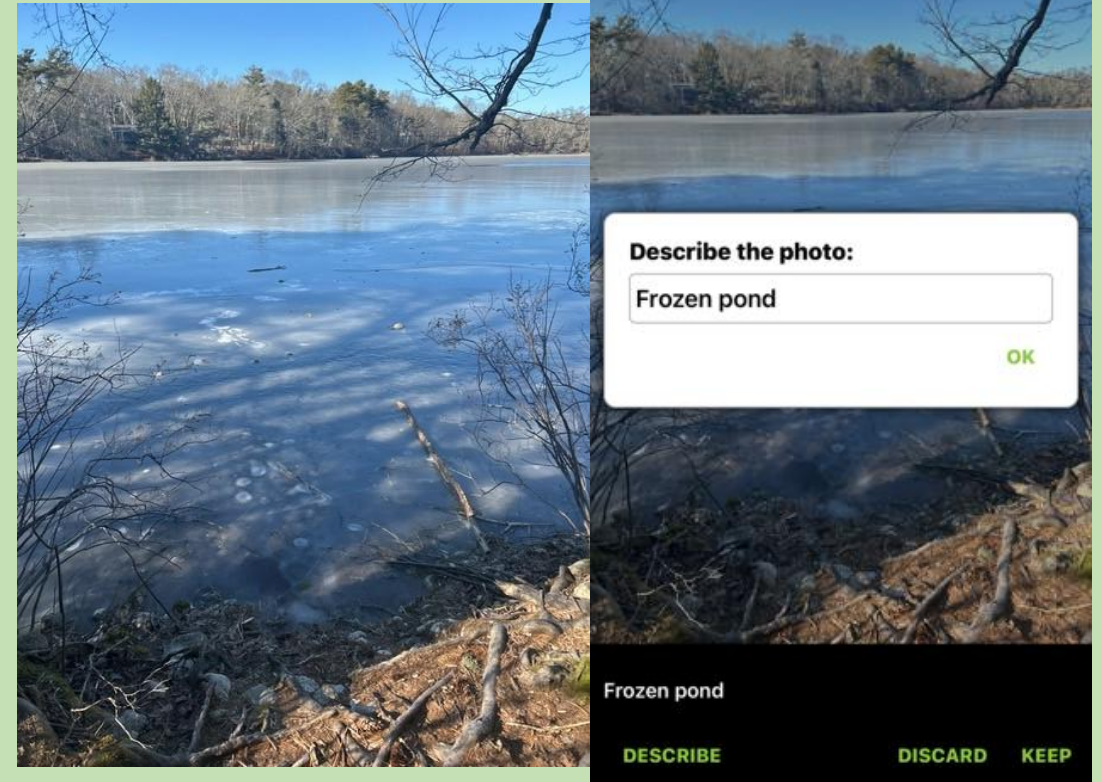 Describe the photo:
Frozen pond
OK
Frozen pond
DESCRIBE DISCARD KEEP